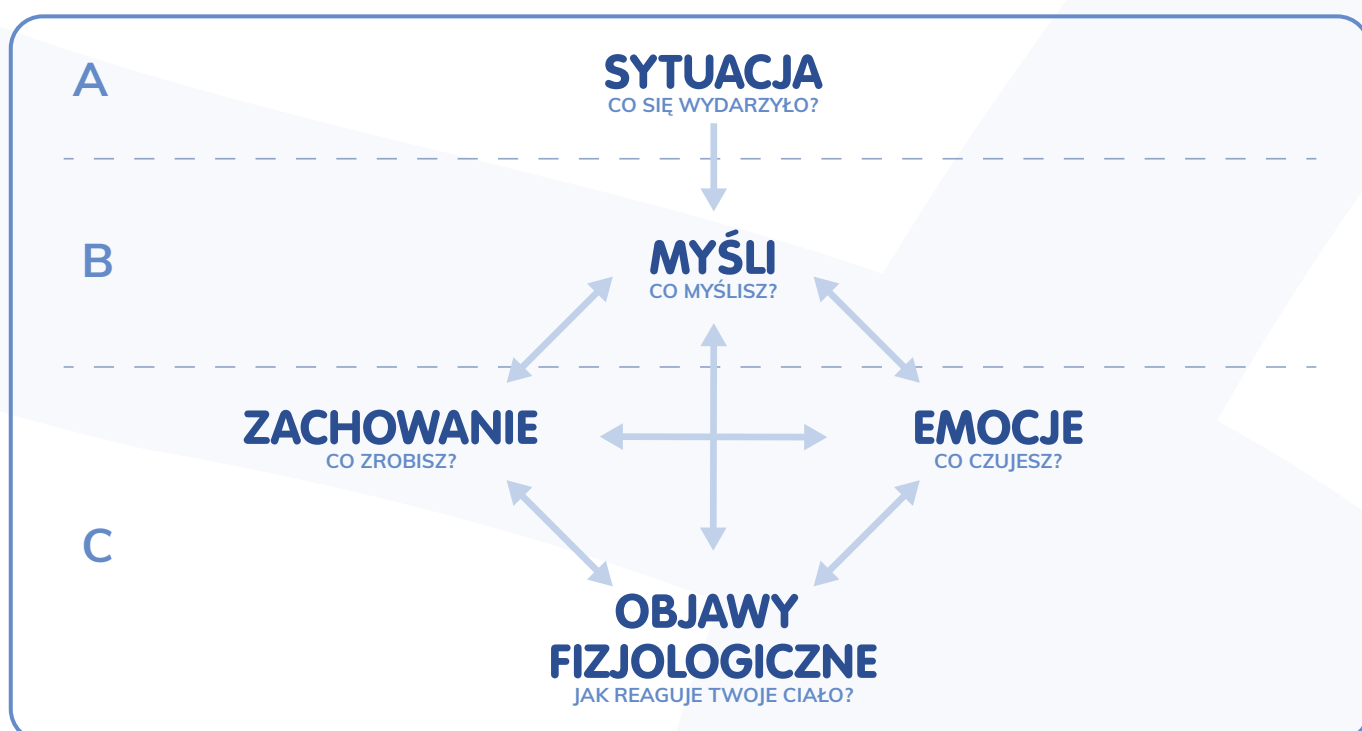 A
SYTUACJA
CO SIĘ WYDARZYŁO?
B
MYŚLI
CO MYŚLISZ?
ZACHOWANIE
CO ZROBISZ?
EMOCJE
CO CZUJESZ?
C
OBJAWY
FIZJOLOGICZNE
JAK REAGUJE TWOJE CIAŁO?